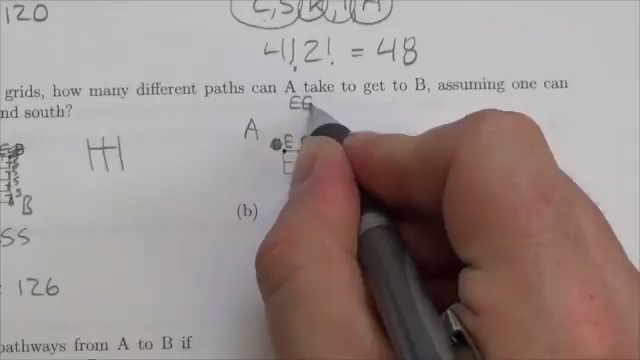 120
C, S, R, I, A
4! 2! = 48
grids, how many different paths can A take to get to B, assuming one can
nd south?
EE
A
E
B
(b)
SS
= 126
pathways from A to B if